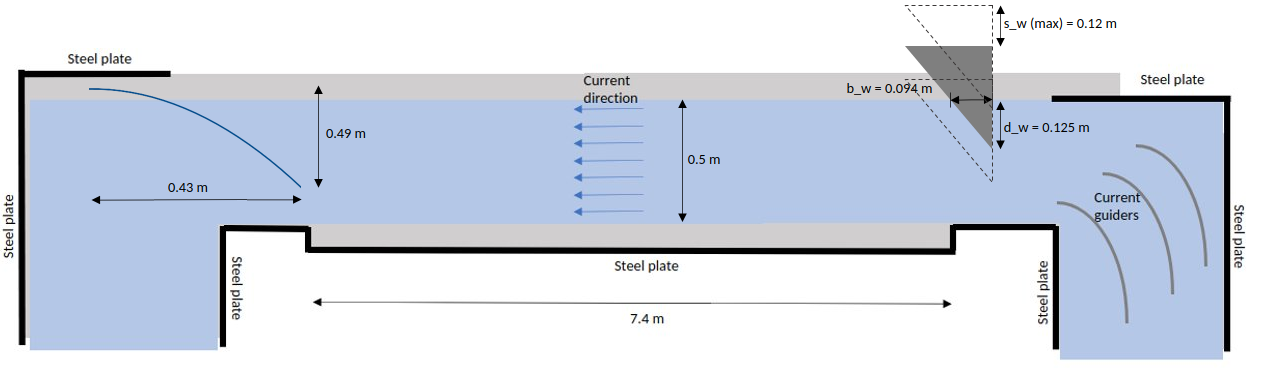 s_w (max) = 0.12 m
Steel plate
Current
direction
Steel plate
b_w = 0.094 m
0.49 m
d_w = 0.125 m
0.5 m
0.43 m
Current
guiders
Steel plate
Steel plate
Steel plate
Steel plate
Steel plate
7.4 m